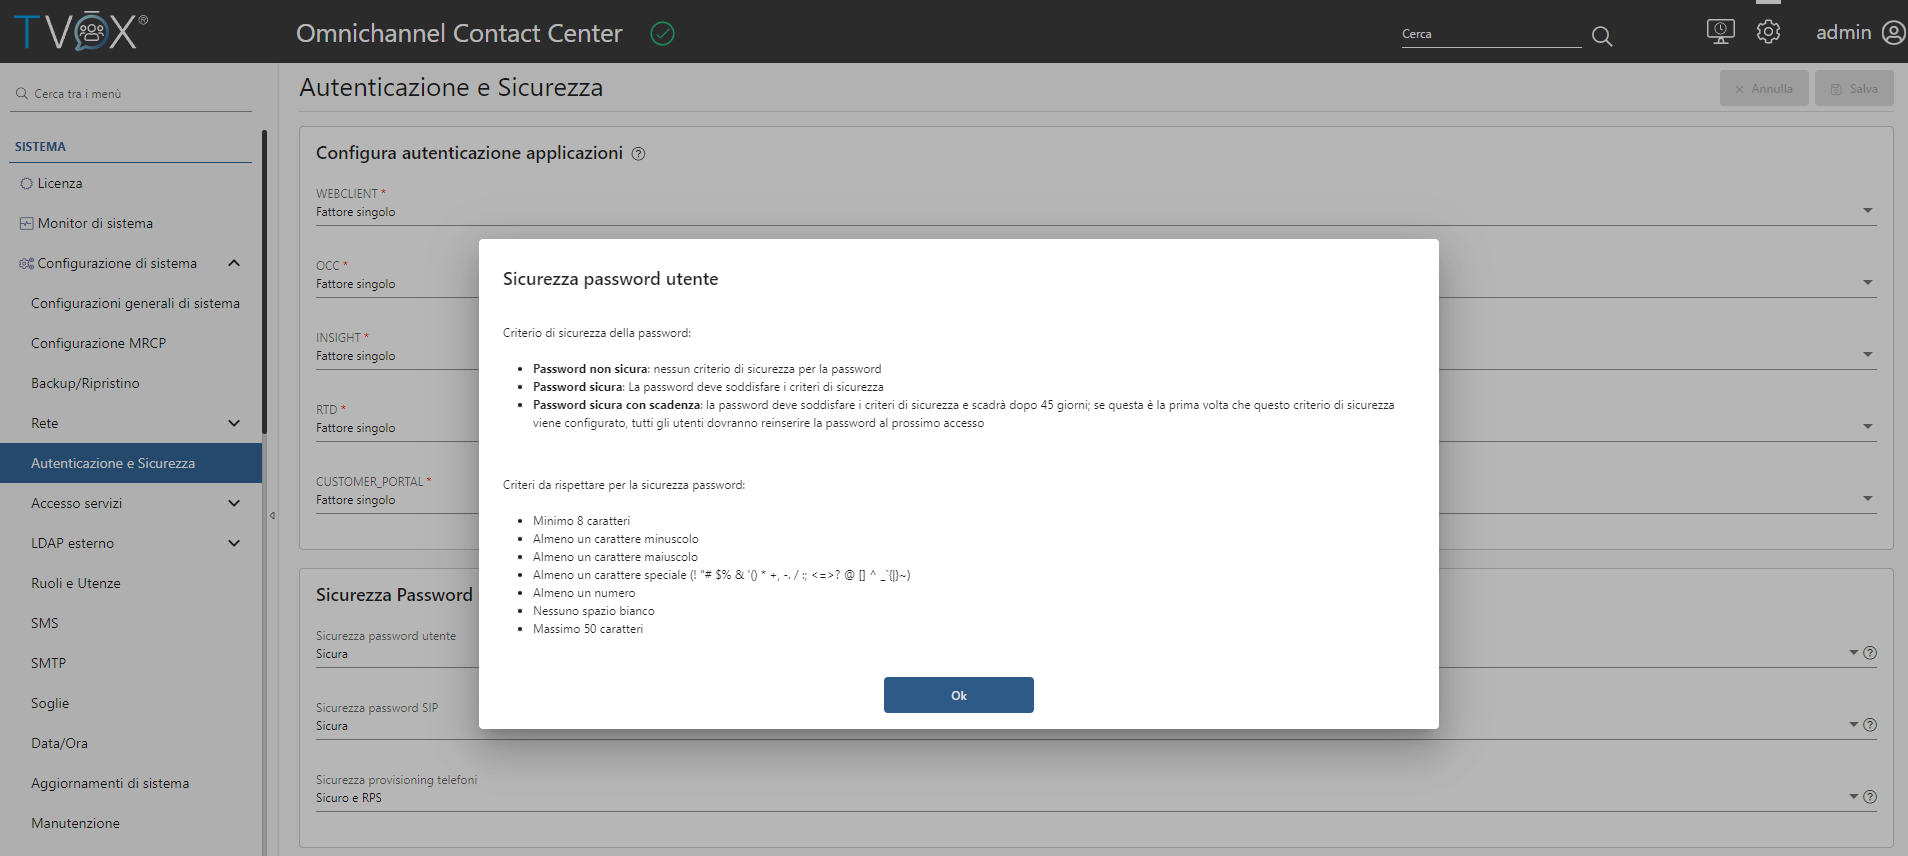 TVOX®
Omnichannel Contact Center
Cerca
admin
Cerca tra i menù
SISTEMA
Licenza
Monitor di sistema
Configurazione di sistema
Configurazioni generali di sistema
Configurazione MRCP
Backup/Ripristino
Rete
Autenticazione e Sicurezza
Accesso servizi
LDAP esterno
Ruoli e Utenze
SMS
SMTP
Soglie
Data/Ora
Aggiornamenti di sistema
Manutenzione
Autenticazione e Sicurezza
Annulla
Salva
Configura autenticazione applicazioni
WEBCLIENT *
Fattore singolo
OCC *
Fattore singolo
INSIGHT *
Fattore singolo
RTD *
Fattore singolo
CUSTOMER_PORTAL *
Fattore singolo
Sicurezza Password
Sicurezza password utente
Sicura
Sicurezza password SIP
Sicura
Sicurezza provisioning telefoni
Sicuro e RPS
Sicurezza password utente
Criterio di sicurezza della password:
• Password non sicura: nessun criterio di sicurezza per la password
• Password sicura: La password deve soddisfare i criteri di sicurezza
• Password sicura con scadenza: la password deve soddisfare i criteri di sicurezza e scadrà dopo 45 giorni; se questa è la prima volta che questo criterio di sicurezza
viene configurato, tutti gli utenti dovranno reinserire la password al prossimo accesso
Criteri da rispettare per la sicurezza password:
• Minimo 8 caratteri
• Almeno un carattere minuscolo
• Almeno un carattere maiuscolo
• Almeno un carattere speciale (! "# $% & '() * +, -. / :; <=>? @ [] ^ _`{|}~)
• Almeno un numero
• Nessuno spazio bianco
• Massimo 50 caratteri
Ok